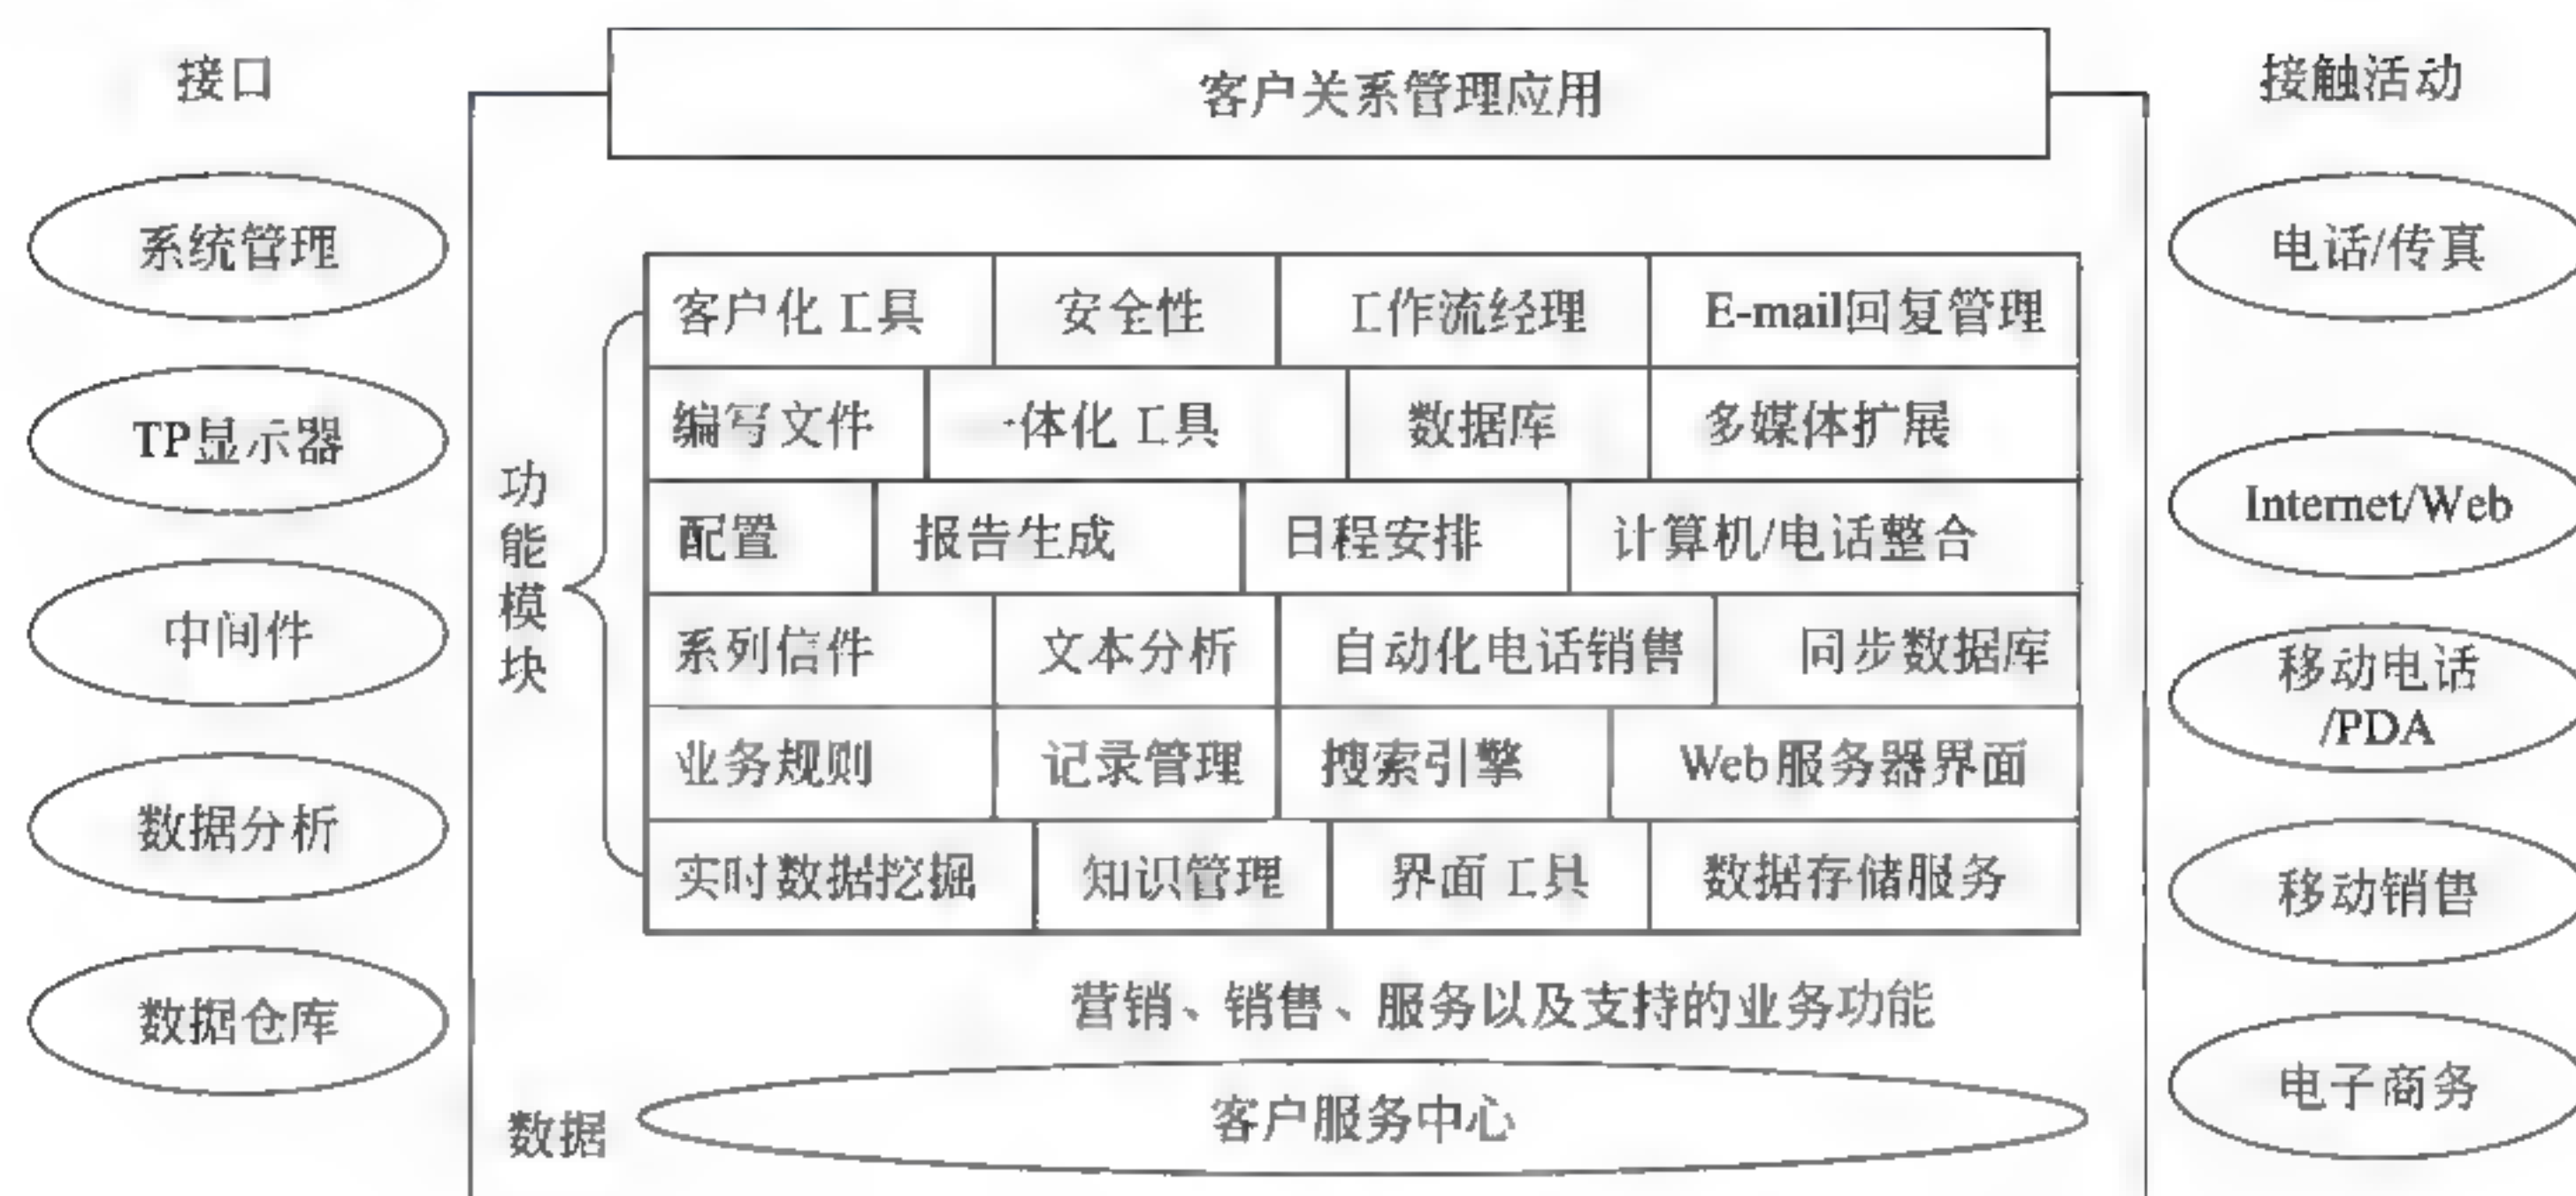 接口
客户关系管理应用
接触活动
系统管理
TP显示器
中间件
数据分析
数据仓库
功能模块
客户化工具 安全性 工作流经理 E-mail回复管理
编写文件 一体化工具 数据库 多媒体扩展
配置 报告生成 日程安排 计算机/电话整合
系列信件 文本分析 自动化电话销售 同步数据库
业务规则 记录管理 搜索引擎 Web服务器界面
实时数据挖掘 知识管理 界面工具 数据存储服务
营销、销售、服务以及支持的业务功能
数据
客户服务中心
电话/传真
Internet/Web
移动电话
/PDA
移动销售
电子商务